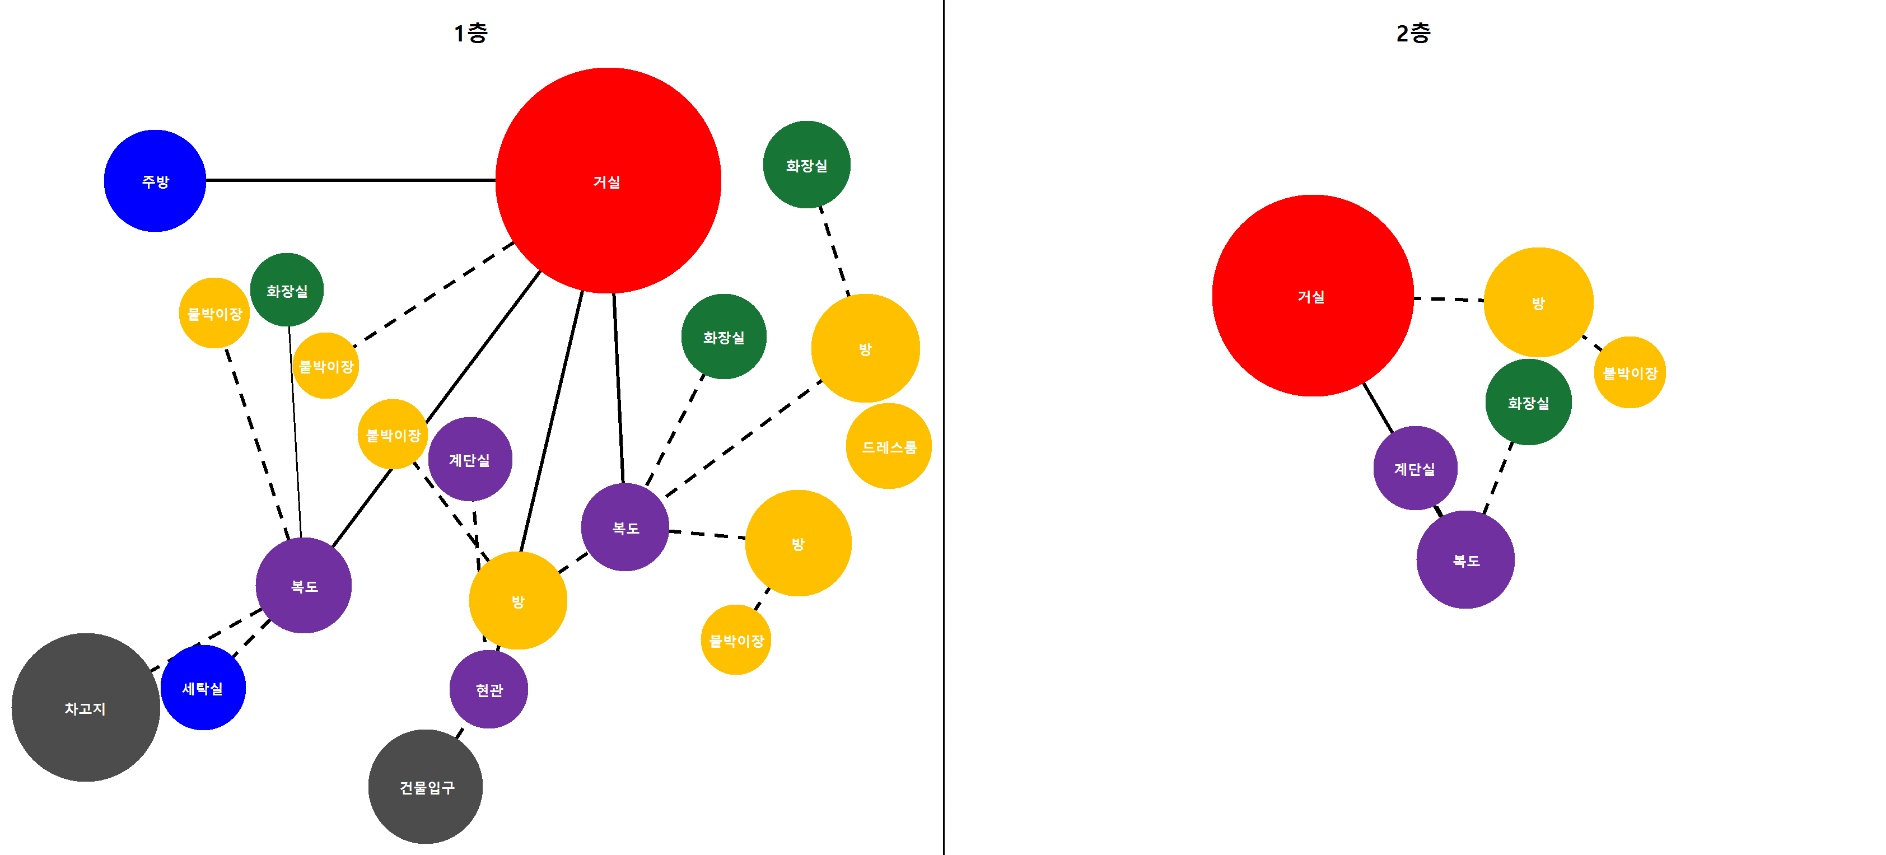 1층
2층
주방
거실
화장실
붙박이장
화장실
붙박이장
화장실
방
붙박이장
계단실
드레스룸
복도
방
복도
방
붙박이장
차고지
세탁실
현관
건물입구
거실
방
붙박이장
화장실
계단실
복도